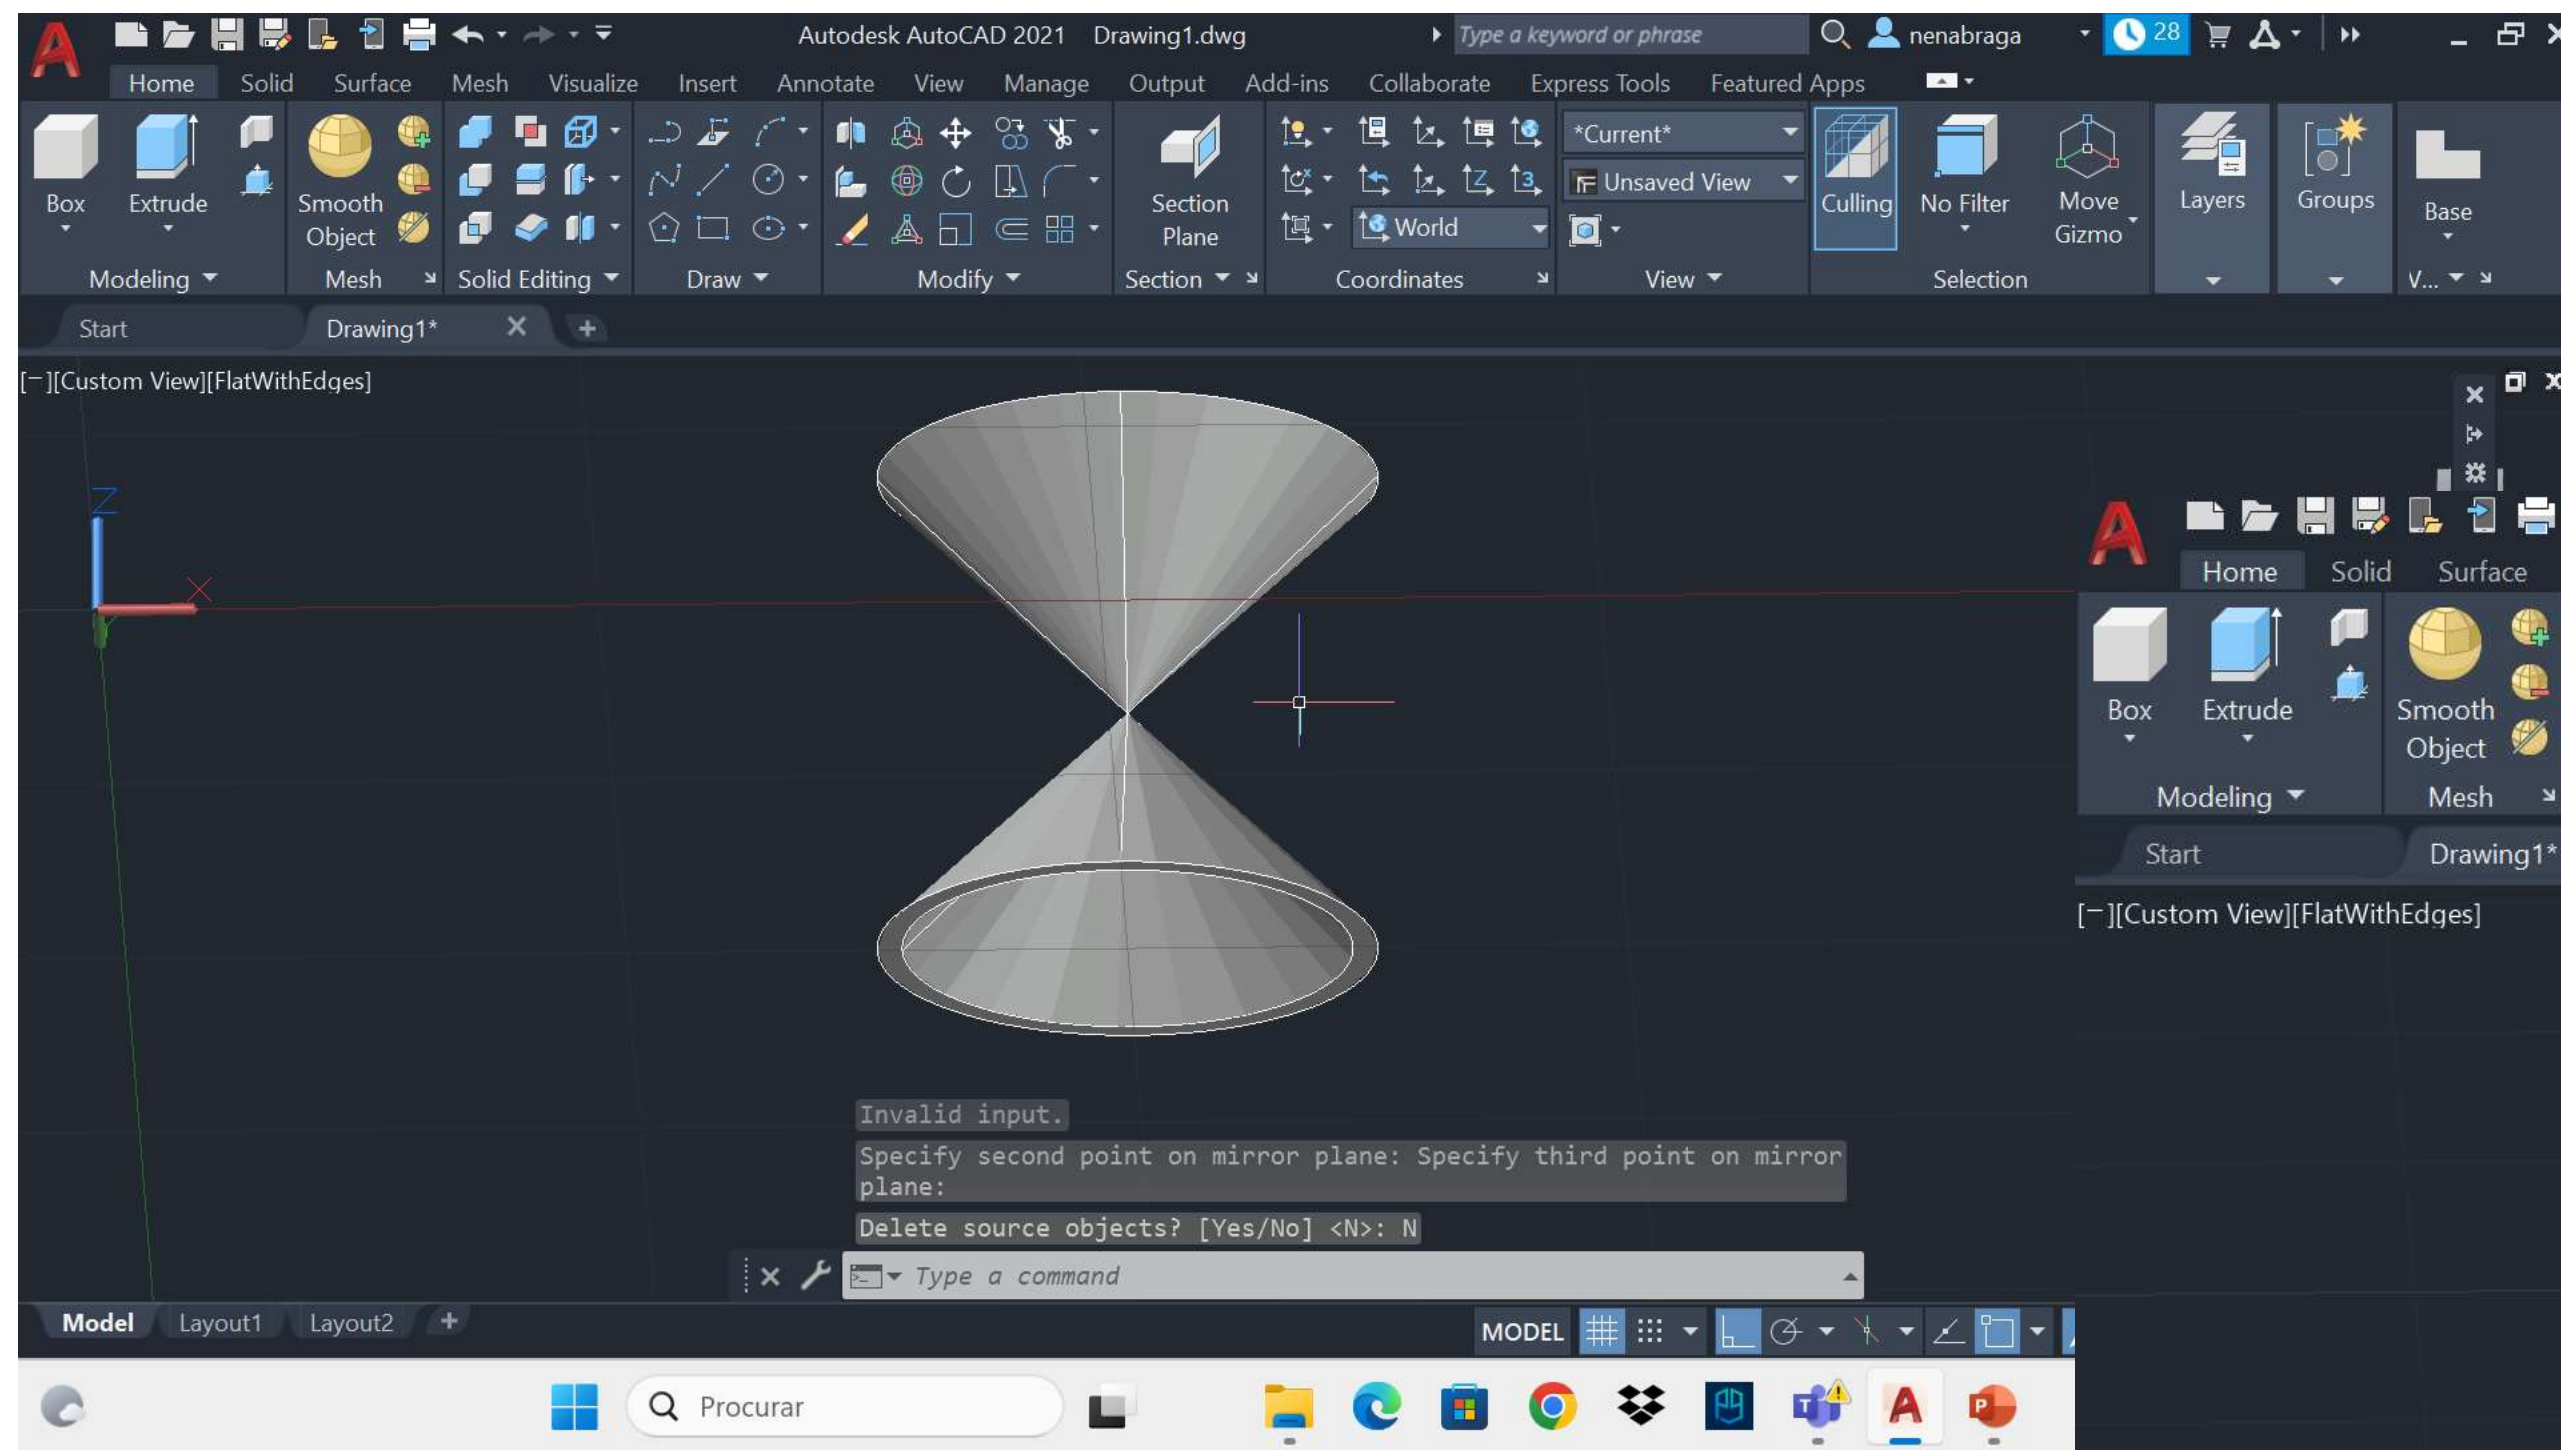 Autodesk AutoCAD 2021 Drawing1.dwg Type a keyword or phrase nenabraga 28
Home Solid Surface Mesh Visualize Insert Annotate View Manage Output Add-ins Collaborate Express Tools Featured Apps
*Current*
Unsaved View
World
Box Extrude Smooth Object Section Plane Culling No Filter Move Gizmo Layers Groups Base
Modeling Mesh Solid Editing Draw Modify Section Coordinates View Selection V...
Start Drawing1*
[−][Custom View][FlatWithEdges]
Z
X
Home Solid Surface
Box Extrude Smooth Object
Modeling Mesh
Start Drawing1*
[−][Custom View][FlatWithEdges]
Invalid input.
Specify second point on mirror plane: Specify third point on mirror
plane:
Delete source objects? [Yes/No] <N>: N
Type a command
Model Layout1 Layout2
MODEL
Procurar